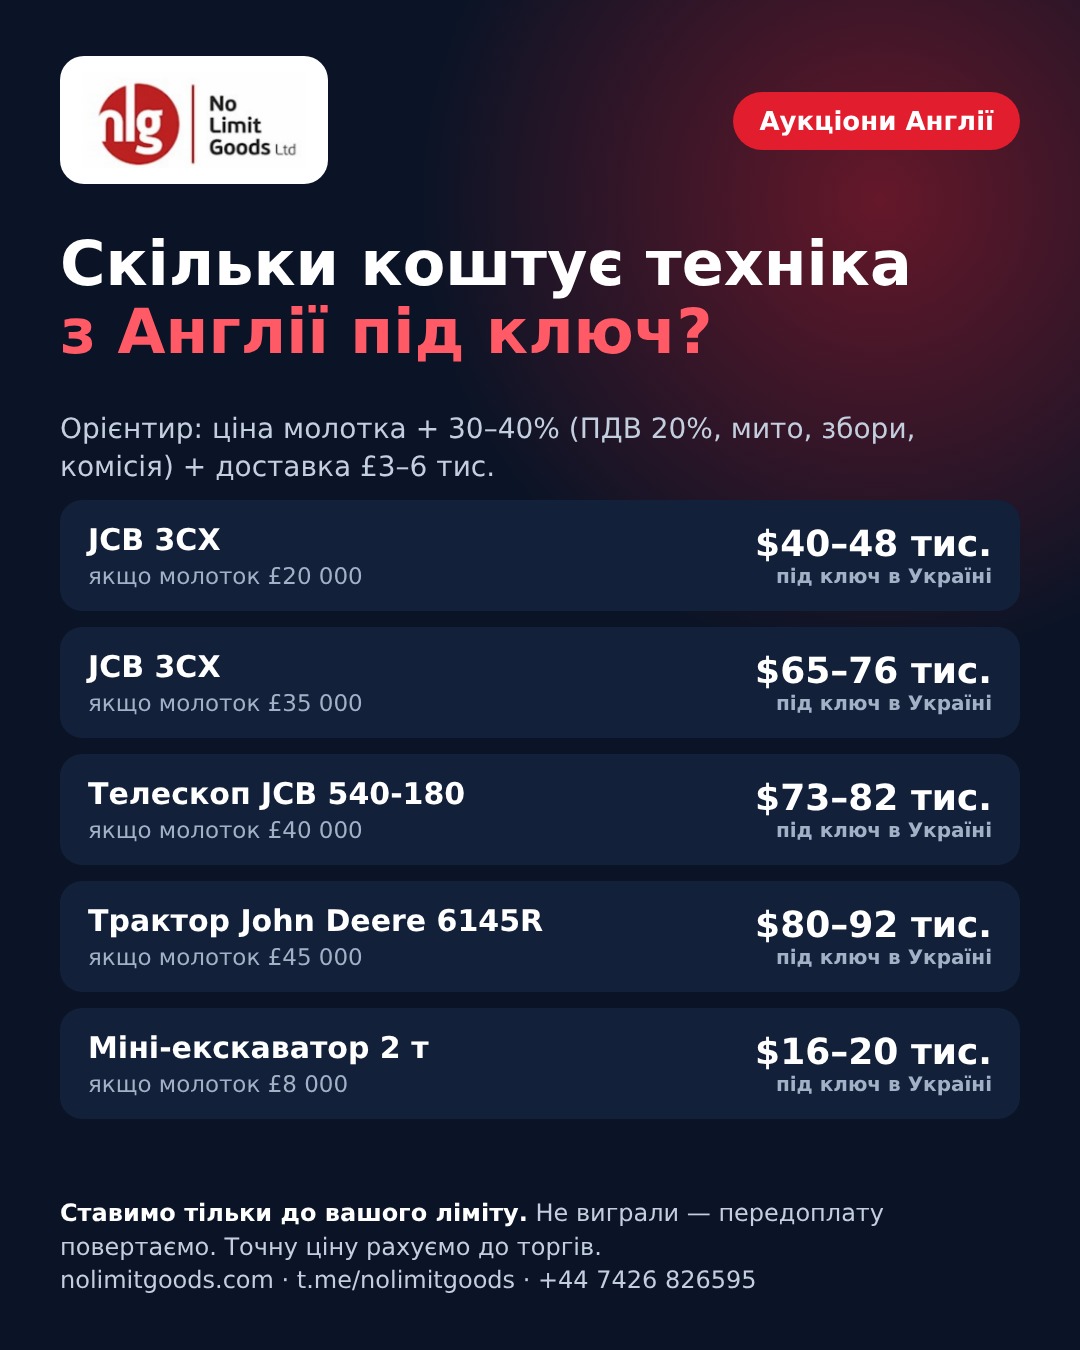 nlg
No
Limit
Goods Ltd
Аукціони Англії
Скільки коштує техніка
з Англії під ключ?
Орієнтир: ціна молотка + 30–40% (ПДВ 20%, мито, збори,
комісія) + доставка £3–6 тис.
JCB 3CX
якщо молоток £20 000
$40–48 тис.
під ключ в Україні
JCB 3CX
якщо молоток £35 000
$65–76 тис.
під ключ в Україні
Телескоп JCB 540-180
якщо молоток £40 000
$73–82 тис.
під ключ в Україні
Трактор John Deere 6145R
якщо молоток £45 000
$80–92 тис.
під ключ в Україні
Міні-екскаватор 2 т
якщо молоток £8 000
$16–20 тис.
під ключ в Україні
Ставимо тільки до вашого ліміту. Не виграли — передоплату
повертаємо. Точну ціну рахуємо до торгів.
nolimitgoods.com · t.me/nolimitgoods · +44 7426 826595